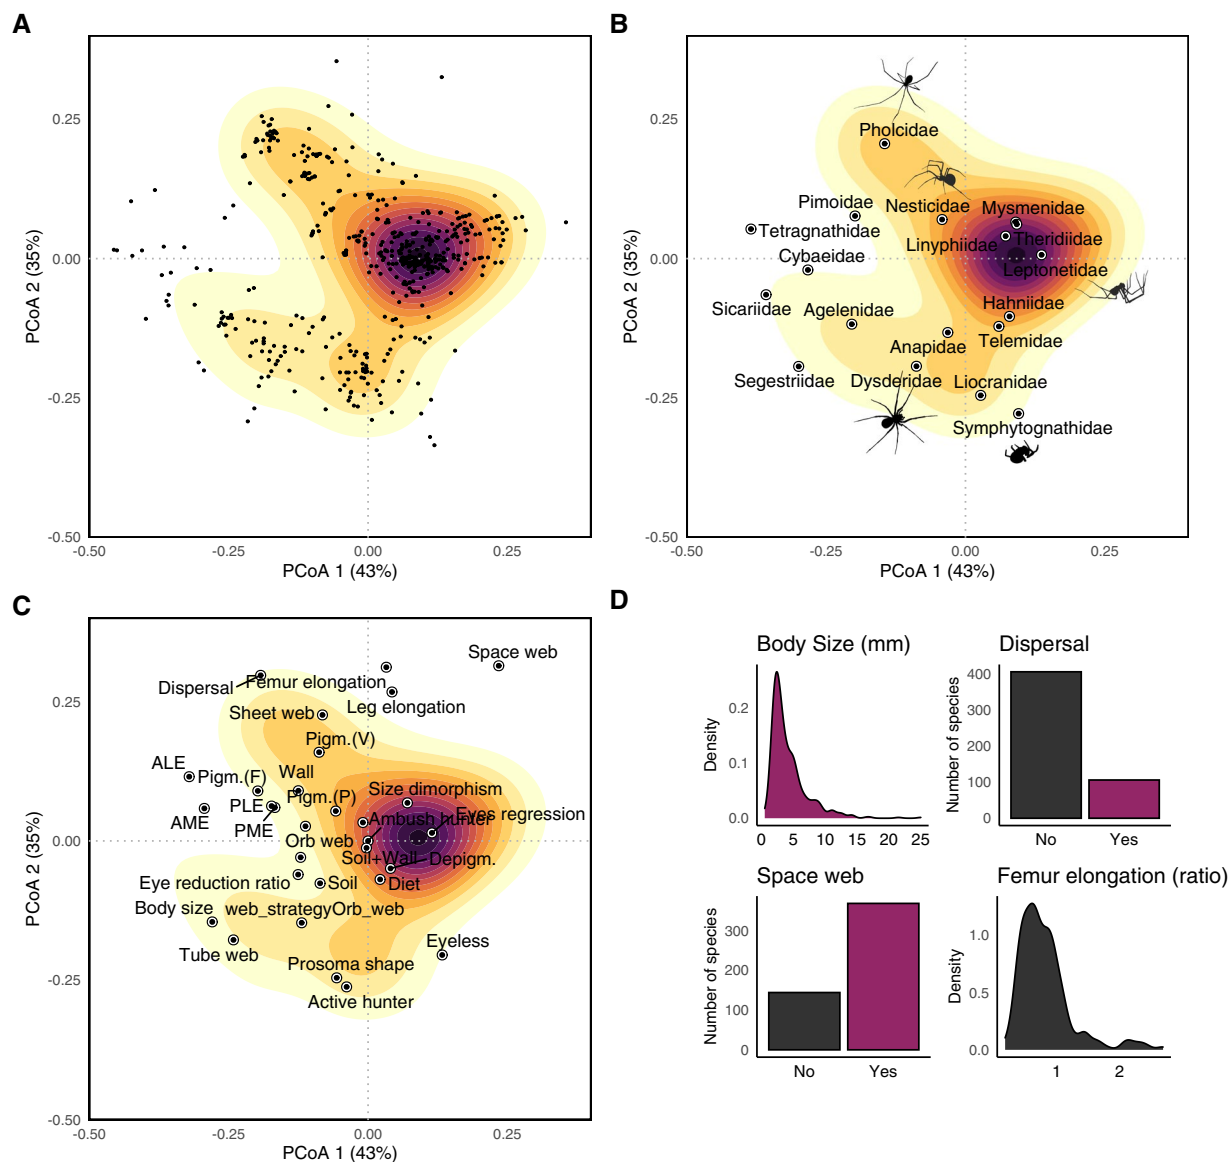 A
B
0.25
0.00
-0.25
-0.50
-0.50
-0.25
0.00
0.25
PCoA 1 (43%)
PCoA 2 (35%)
0.25
0.00
-0.25
-0.50
-0.50
-0.25
0.00
0.25
PCoA 1 (43%)
PCoA 2 (35%)
Pholcidae
Pimoidae
Nesticidae
Mysmenidae
Tetragnathidae
Linyphiidae
Theridiidae
Cybaeidae
Leptonetidae
Sicariidae
Agelenidae
Hahniidae
Anapidae
Telemidae
Segestriidae
Dysderidae
Liocranidae
Symphytognathidae
C
D
0.25
0.00
-0.25
-0.50
-0.50
-0.25
0.00
0.25
PCoA 1 (43%)
PCoA 2 (35%)
Space web
Dispersal
Femur elongation
Leg elongation
Sheet web
Pigm.(V)
ALE
Pigm.(F)
Wall
Size dimorphism
PLE
Pigm.(P)
AME
PME
Ambush hunter
Eyes regression
Orb web
Soil+Wall
Depigm.
Eye reduction ratio
Soil
Diet
Body size
web_strategyOrb_web
Tube web
Eyeless
Prosoma shape
Active hunter
Body Size (mm)
Density
0.2
0.1
0.0
0
5
10
15
20
25
Dispersal
Number of species
400
300
200
100
0
No
Yes
Space web
Number of species
300
200
100
0
No
Yes
Femur elongation (ratio)
Density
1.0
0.5
0.0
1
2